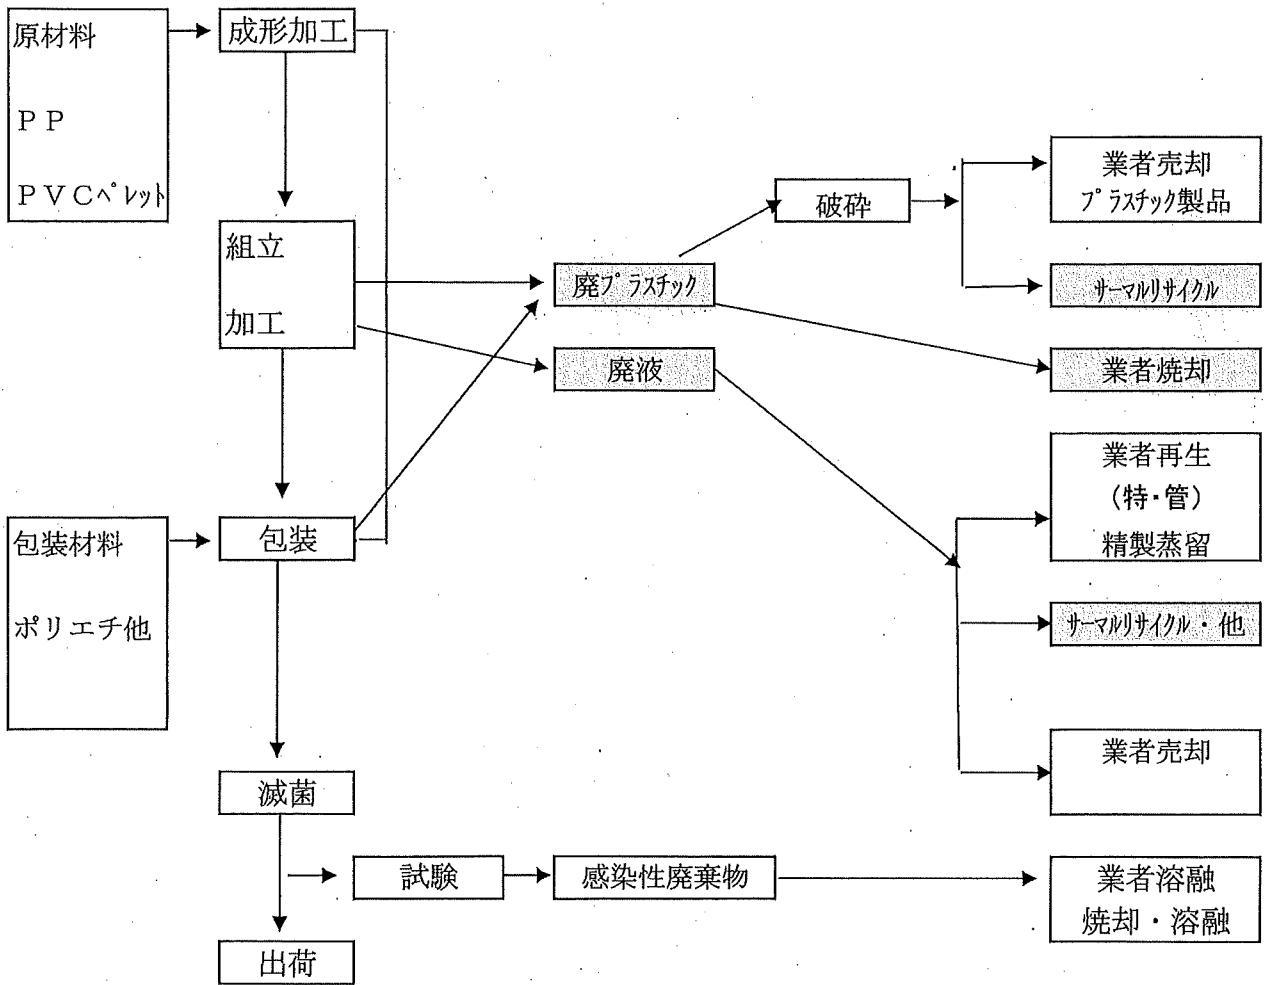 原材料
ＰＰ
ＰＶＣﾍﾟﾚｯﾄ
成形加工
組立
加工
包装材料
ポリエチ他
包装
滅菌
試験
出荷
廃ﾌﾟﾗｽﾁｯｸ
廃液
感染性廃棄物
破砕
業者売却
ﾌﾟﾗｽﾁｯｸ製品
ｻｰﾏﾙﾘｻｲｸﾙ
業者焼却
業者再生
（特・管）
精製蒸留
ｻｰﾏﾙﾘｻｲｸﾙ・他
業者売却
業者溶融
焼却・溶融